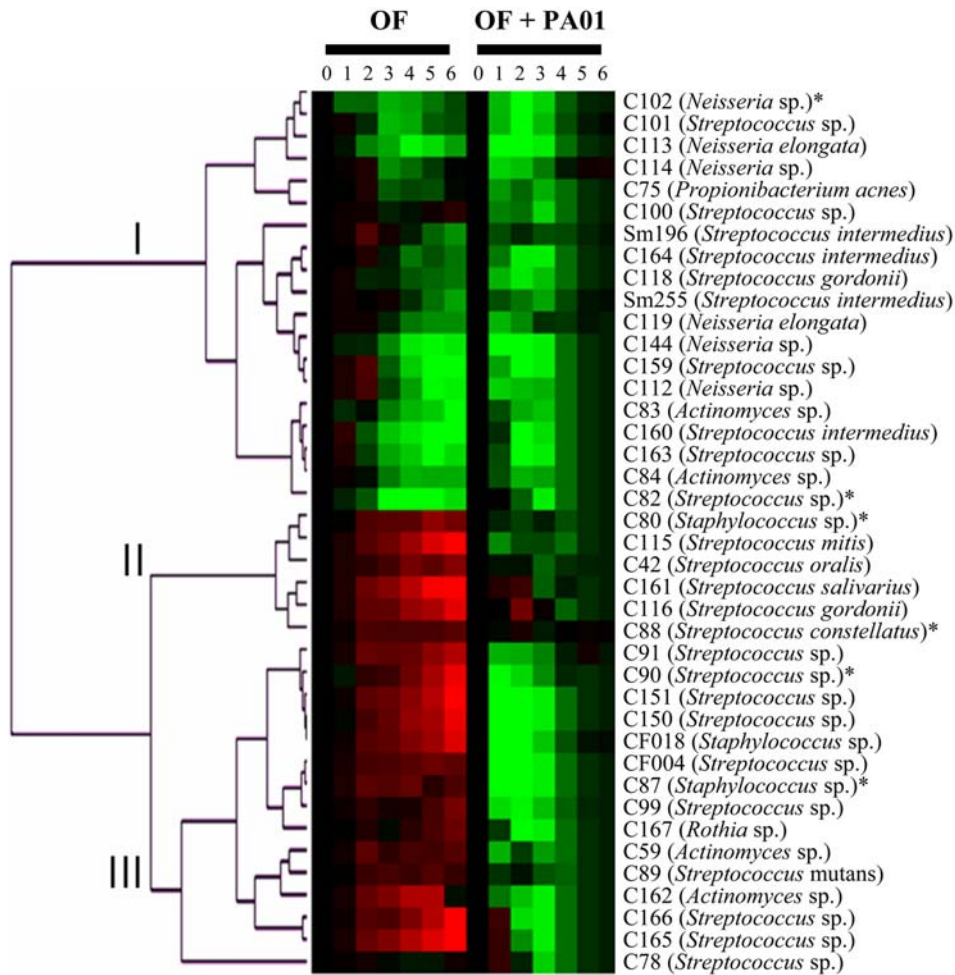 OF OF + PA01
0 1 2 3 4 5 6 0 1 2 3 4 5 6
C102 (Neisseria sp.)*
C101 (Streptococcus sp.)
C113 (Neisseria elongata)
C114 (Neisseria sp.)
C75 (Propionibacterium acnes)
C100 (Streptococcus sp.)
I
Sm196 (Streptococcus intermedius)
C164 (Streptococcus intermedius)
C118 (Streptococcus gordonii)
Sm255 (Streptococcus intermedius)
C119 (Neisseria elongata)
C144 (Neisseria sp.)
C159 (Streptococcus sp.)
C112 (Neisseria sp.)
C83 (Actinomyces sp.)
C160 (Streptococcus intermedius)
C163 (Streptococcus sp.)
C84 (Actinomyces sp.)
C82 (Streptococcus sp.)*
C80 (Staphylococcus sp.)*
C115 (Streptococcus mitis)
II
C42 (Streptococcus oralis)
C161 (Streptococcus salivarius)
C116 (Streptococcus gordonii)
C88 (Streptococcus constellatus)*
C91 (Streptococcus sp.)
C90 (Streptococcus sp.)*
C151 (Streptococcus sp.)
C150 (Streptococcus sp.)
CF018 (Staphylococcus sp.)
CF004 (Streptococcus sp.)
C87 (Staphylococcus sp.)*
C99 (Streptococcus sp.)
C167 (Rothia sp.)
C59 (Actinomyces sp.)
III
C89 (Streptococcus mutans)
C162 (Actinomyces sp.)
C166 (Streptococcus sp.)
C165 (Streptococcus sp.)
C78 (Streptococcus sp.)